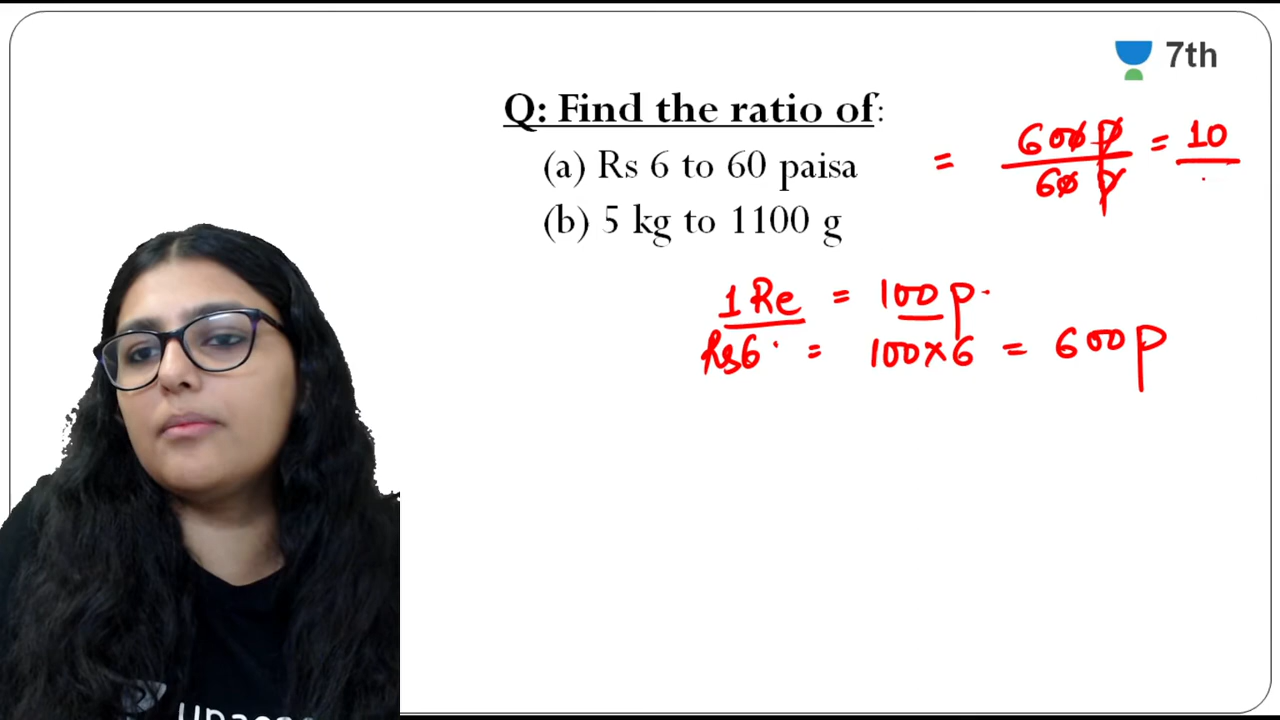 7th
Q: Find the ratio of:
(a) Rs 6 to 60 paisa
= 600 p / 60 p = 10
(b) 5 kg to 1100 g
1 Re = 100 p.
Rs 6 = 100 × 6 = 600 p